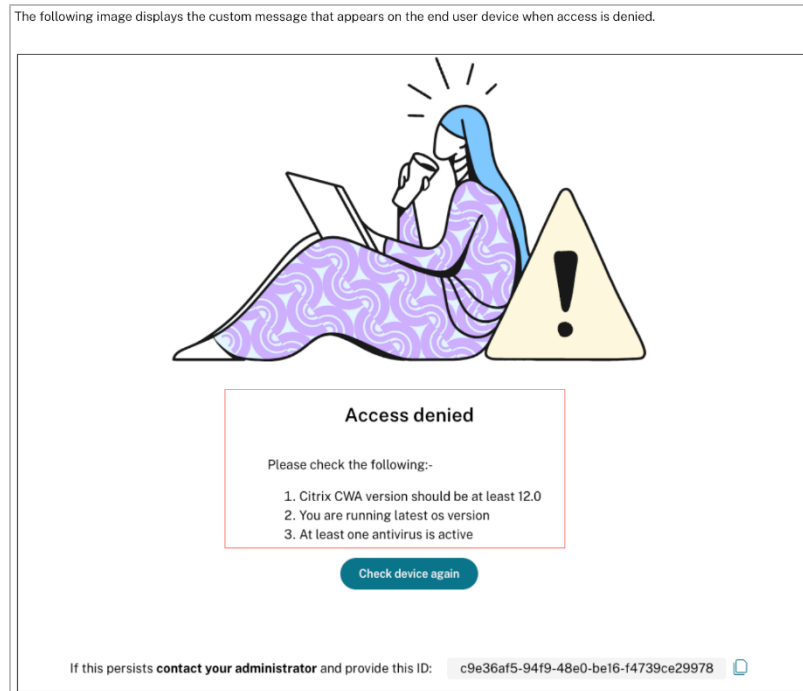 The following image displays the custom message that appears on the end user device when access is denied.
Access denied
Please check the following:-
1. Citrix CWA version should be at least 12.0
2. You are running latest os version
3. At least one antivirus is active
Check device again
If this persists contact your administrator and provide this ID: c9e36af5-94f9-48e0-be16-f4739ce29978